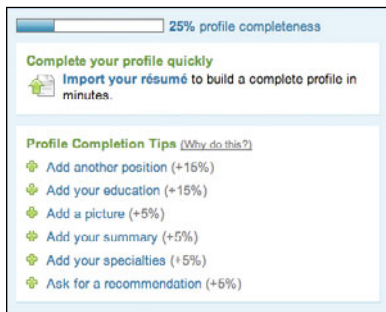 25% profile completeness
Complete your profile quickly
Import your résumé to build a complete profile in
minutes.
Profile Completion Tips (Why do this?)
Add another position (+15%)
Add your education (+15%)
Add a picture (+5%)
Add your summary (+5%)
Add your specialties (+5%)
Ask for a recommendation (+5%)